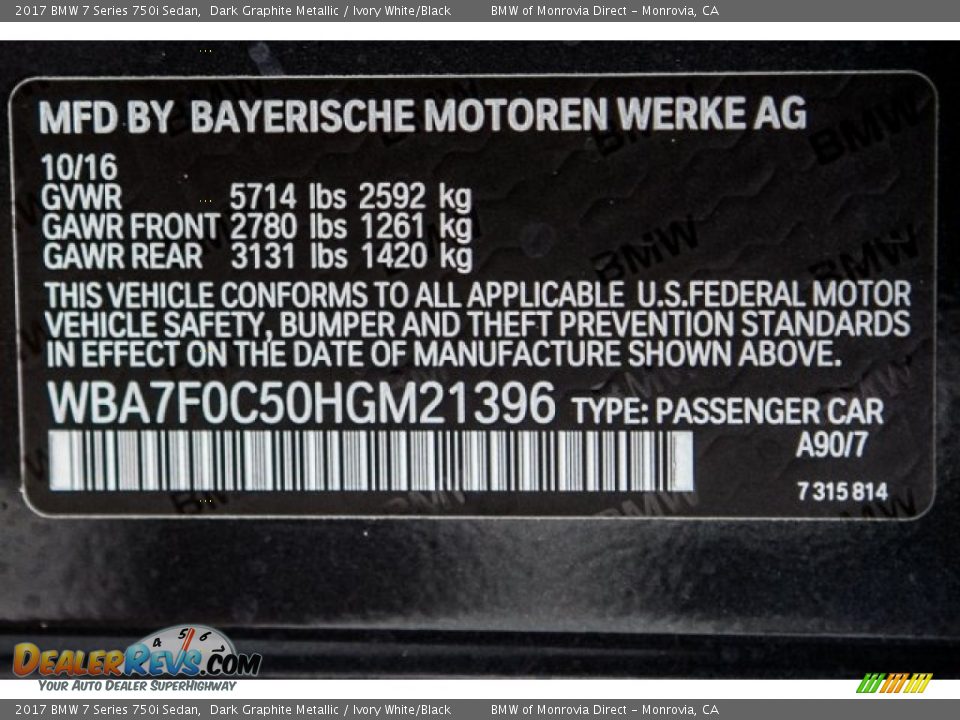 2017 BMW 7 Series 750i Sedan,  Dark Graphite Metallic / Ivory White/Black    BMW of Monrovia Direct - Monrovia, CA
MFD BY BAYERISCHE MOTOREN WERKE AG
10/16
GVWR 5714 lbs 2592 kg
GAWR FRONT 2780 lbs 1261 kg
GAWR REAR 3131 lbs 1420 kg
THIS VEHICLE CONFORMS TO ALL APPLICABLE U.S.FEDERAL MOTOR
VEHICLE SAFETY, BUMPER AND THEFT PREVENTION STANDARDS
IN EFFECT ON THE DATE OF MANUFACTURE SHOWN ABOVE.
WBA7F0C50HGM21396 TYPE: PASSENGER CAR
A90/7
7 315 814
4 5 6
DEALERREVS.COM
YOUR AUTO DEALER SUPERHIGHWAY
2017 BMW 7 Series 750i Sedan,  Dark Graphite Metallic / Ivory White/Black    BMW of Monrovia Direct - Monrovia, CA